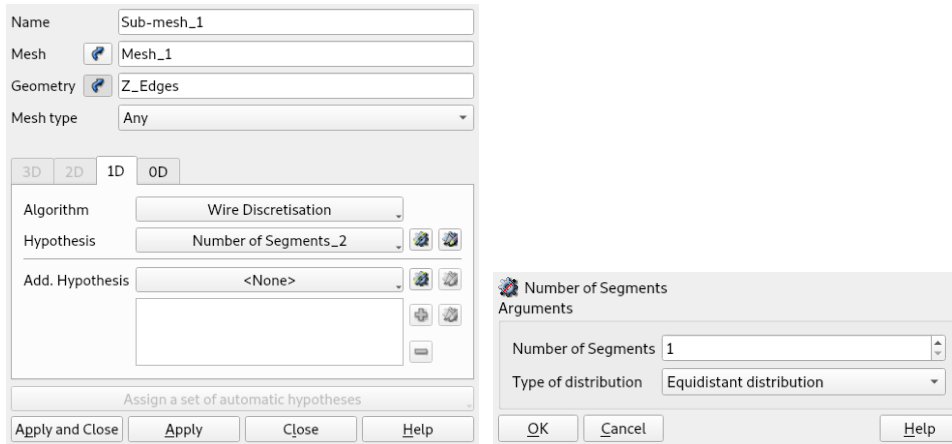 Name Sub-mesh_1
Mesh Mesh_1
Geometry Z_Edges
Mesh type Any
3D 2D 1D 0D
Algorithm Wire Discretisation
Hypothesis Number of Segments_2
Add. Hypothesis <None>
Assign a set of automatic hypotheses
Apply and Close Apply Close Help
Number of Segments
Arguments
Number of Segments 1
Type of distribution Equidistant distribution
OK Cancel Help